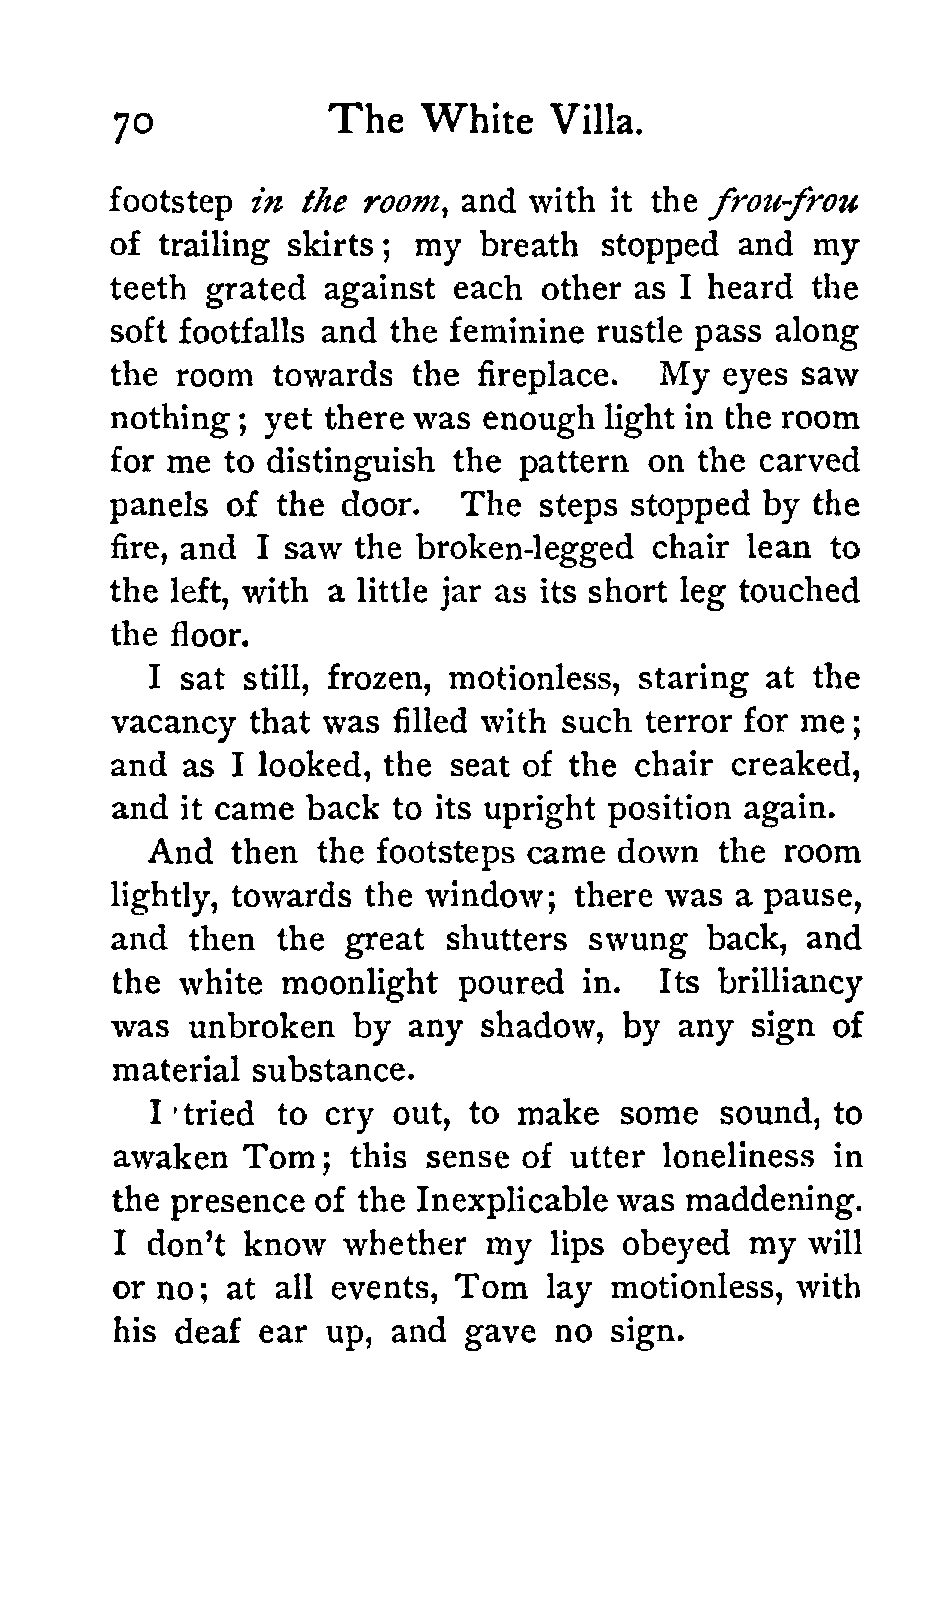 70 The White Villa.
footstep in the room, and with it the frou-frou
of trailing skirts; my breath stopped and my
teeth grated against each other as I heard the
soft footfalls and the feminine rustle pass along
the room towards the fireplace. My eyes saw
nothing; yet there was enough light in the room
for me to distinguish the pattern on the carved
panels of the door. The steps stopped by the
fire, and I saw the broken-legged chair lean to
the left, with a little jar as its short leg touched
the floor.
I sat still, frozen, motionless, staring at the
vacancy that was filled with such terror for me;
and as I looked, the seat of the chair creaked,
and it came back to its upright position again.
And then the footsteps came down the room
lightly, towards the window; there was a pause,
and then the great shutters swung back, and
the white moonlight poured in. Its brilliancy
was unbroken by any shadow, by any sign of
material substance.
I tried to cry out, to make some sound, to
awaken Tom; this sense of utter loneliness in
the presence of the Inexplicable was maddening.
I don't know whether my lips obeyed my will
or no; at all events, Tom lay motionless, with
his deaf ear up, and gave no sign.